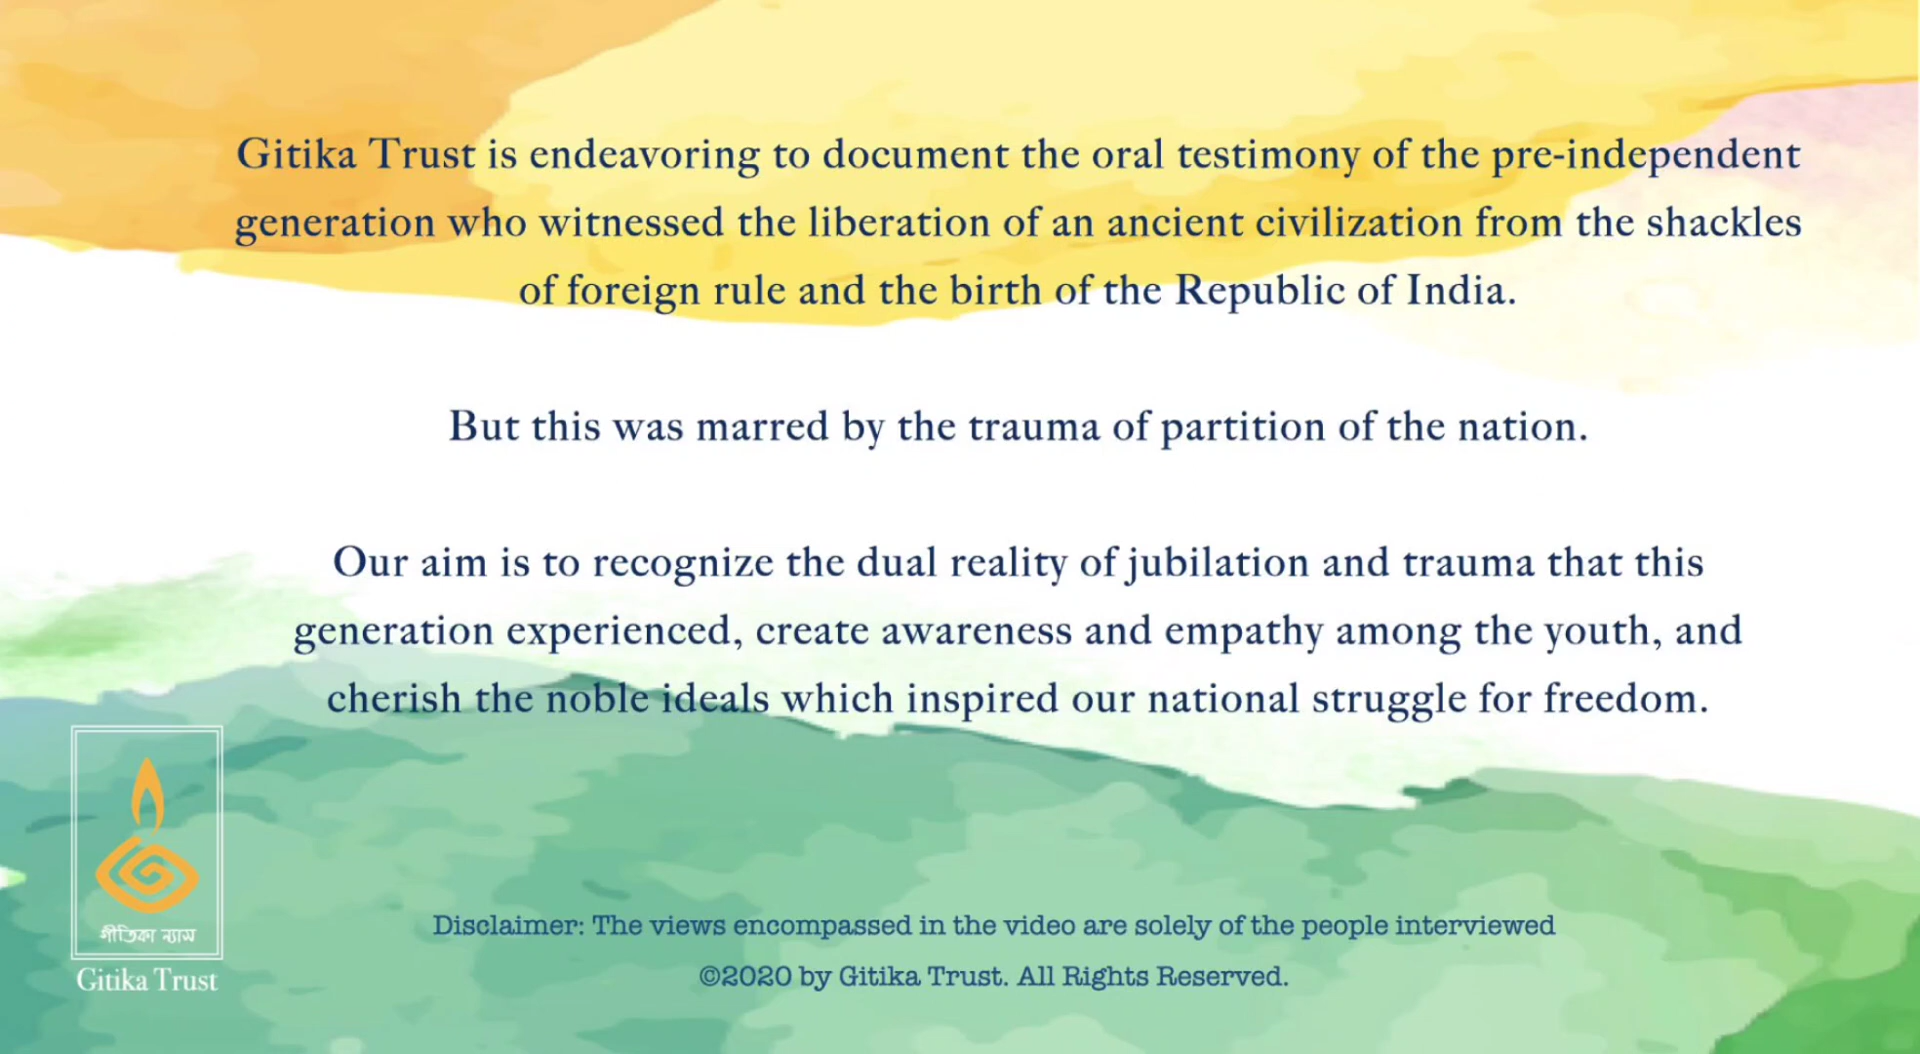 Gitika Trust is endeavoring to document the oral testimony of the pre-independent
generation who witnessed the liberation of an ancient civilization from the shackles
of foreign rule and the birth of the Republic of India.
But this was marred by the trauma of partition of the nation.
Our aim is to recognize the dual reality of jubilation and trauma that this
generation experienced, create awareness and empathy among the youth, and
cherish the noble ideals which inspired our national struggle for freedom.
গীতিকা ন্যাস
Gitika Trust
Disclaimer: The views encompassed in the video are solely of the people interviewed
©2020 by Gitika Trust. All Rights Reserved.